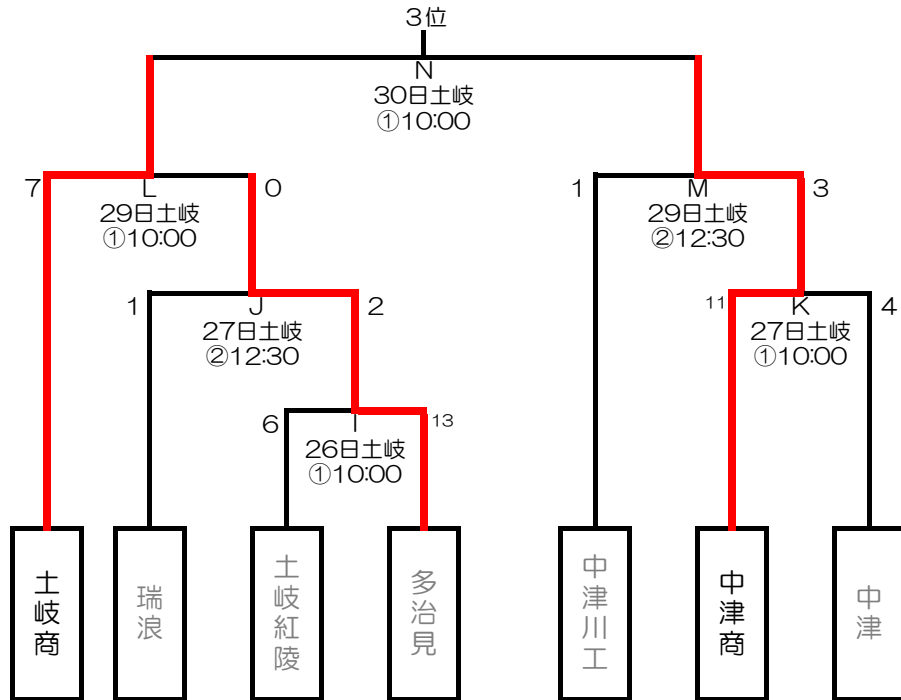 3位
N
30日土岐
①10:00
7
L
0
29日土岐
①10:00
1
M
3
29日土岐
②12:30
1
J
2
27日土岐
②12:30
11
K
4
27日土岐
①10:00
6
I
13
26日土岐
①10:00
土岐商
瑞浪
土岐紅陵
多治見
中津川工
中津商
中津